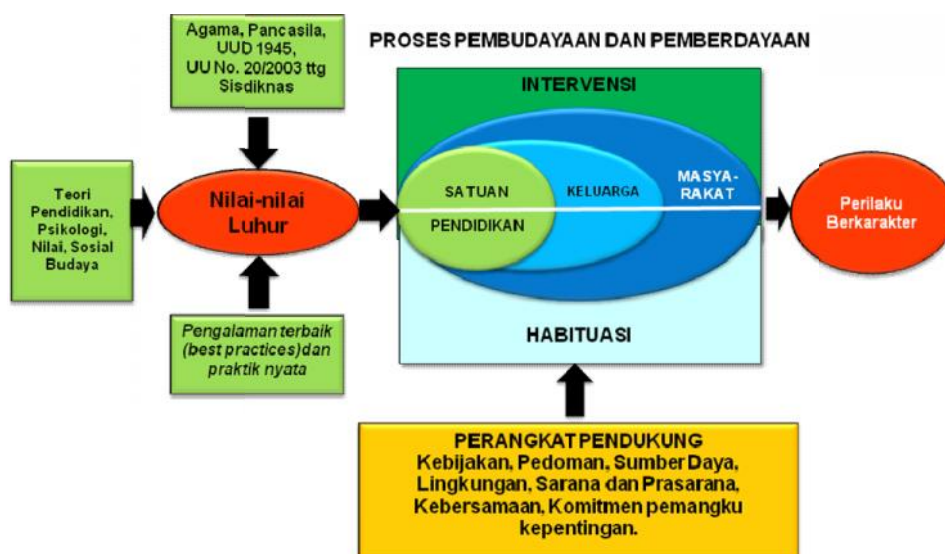 Agama, Pancasila,
UUD 1945,
UU No. 20/2003 ttg
Sisdiknas
PROSES PEMBUDAYAAN DAN PEMBERDAYAAN
INTERVENSI
Teori
Pendidikan,
Psikologi,
Nilai, Sosial
Budaya
Nilai-nilai
Luhur
SATUAN
PENDIDIKAN
KELUARGA
MASYA-
RAKAT
Perilaku
Berkarakter
Pengalaman terbaik
(best practices)dan
praktik nyata
HABITUASI
PERANGKAT PENDUKUNG
Kebijakan, Pedoman, Sumber Daya,
Lingkungan, Sarana dan Prasarana,
Kebersamaan, Komitmen pemangku
kepentingan.